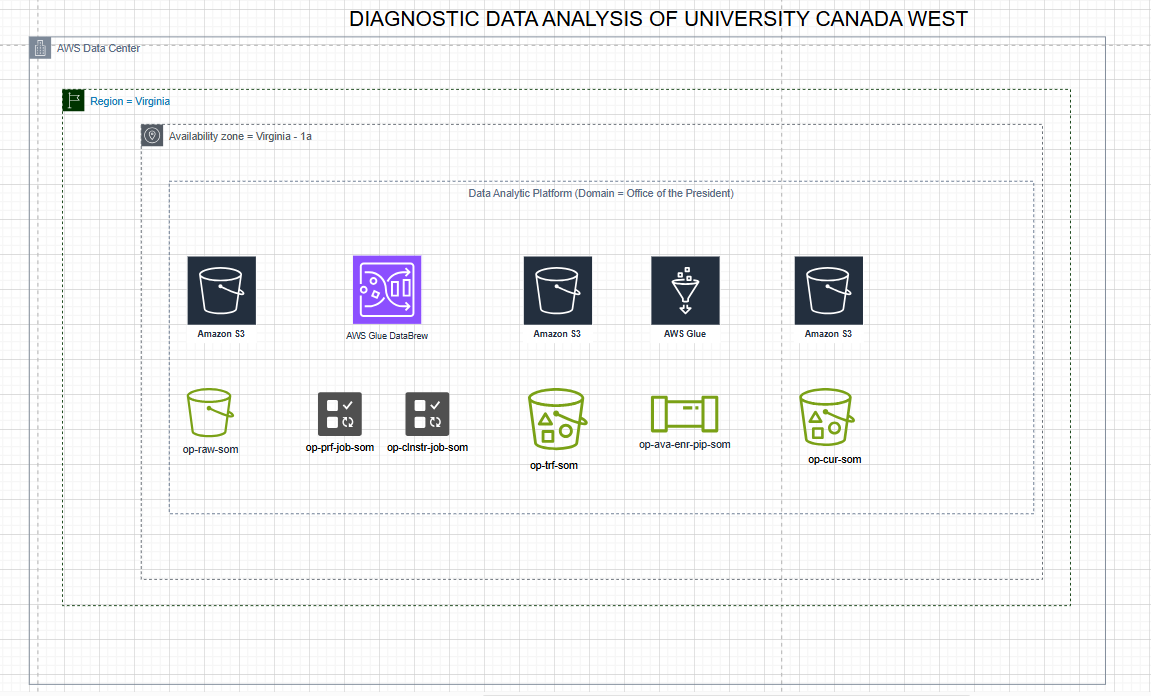 DIAGNOSTIC DATA ANALYSIS OF UNIVERSITY CANADA WEST
AWS Data Center
Region = Virginia
Availability zone = Virginia - 1a
Data Analytic Platform (Domain = Office of the President)
Amazon S3
AWS Glue DataBrew
Amazon S3
AWS Glue
Amazon S3
op-raw-som
op-prf-job-som
op-clnstr-job-som
op-trf-som
op-ava-enr-pip-som
op-cur-som